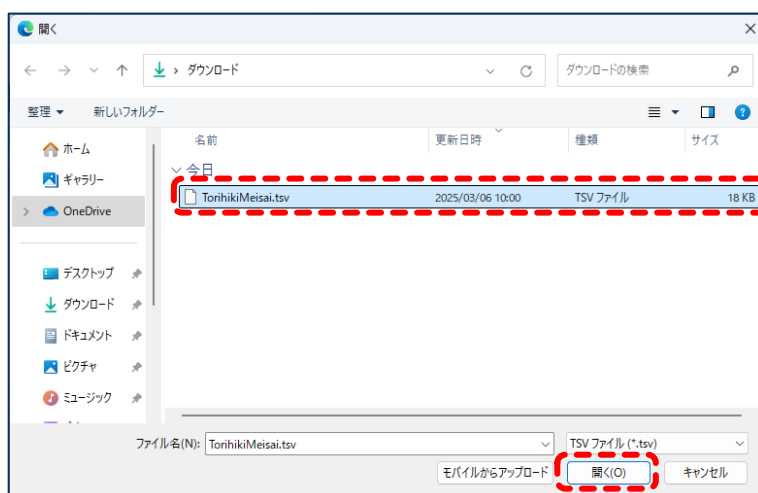 開く
ダウンロード
ダウンロードの検索
整理
新しいフォルダー
名前
更新日時
種類
サイズ
ホーム
ギャラリー
OneDrive
今日
TorihikiMeisai.tsv
2025/03/06 10:00
TSV ファイル
18 KB
デスクトップ
ダウンロード
ドキュメント
ピクチャ
ミュージック
ファイル名(N):
TorihikiMeisai.tsv
TSV ファイル (*.tsv)
モバイルからアップロード
開く(O)
キャンセル